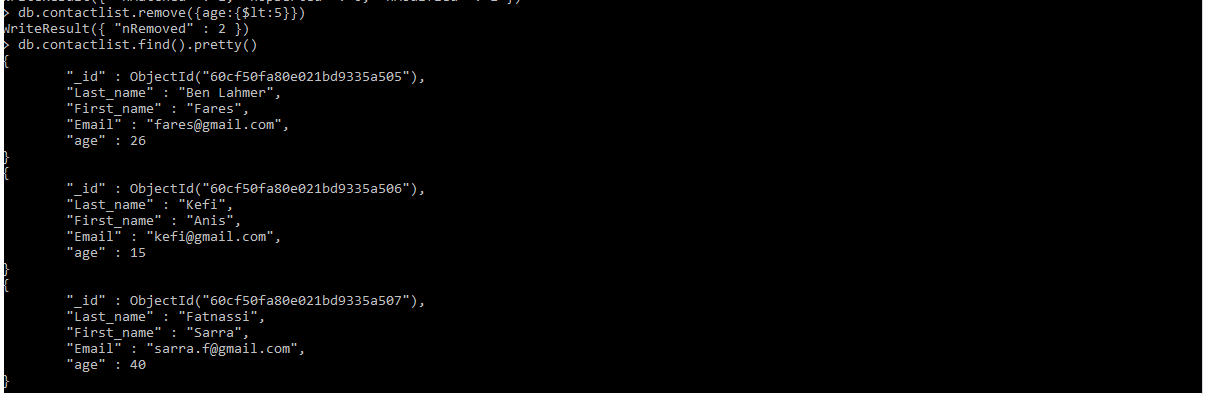 > db.contactlist.remove({age:{$lt:5}})
WriteResult({ "nRemoved" : 2 })
> db.contactlist.find().pretty()
{
        "_id" : ObjectId("60cf50fa80e021bd9335a505"),
        "Last_name" : "Ben Lahmer",
        "First_name" : "Fares",
        "Email" : "fares@gmail.com",
        "age" : 26
}
{
        "_id" : ObjectId("60cf50fa80e021bd9335a506"),
        "Last_name" : "Kefi",
        "First_name" : "Anis",
        "Email" : "kefi@gmail.com",
        "age" : 15
}
{
        "_id" : ObjectId("60cf50fa80e021bd9335a507"),
        "Last_name" : "Fatnassi",
        "First_name" : "Sarra",
        "Email" : "sarra.f@gmail.com",
        "age" : 40
}